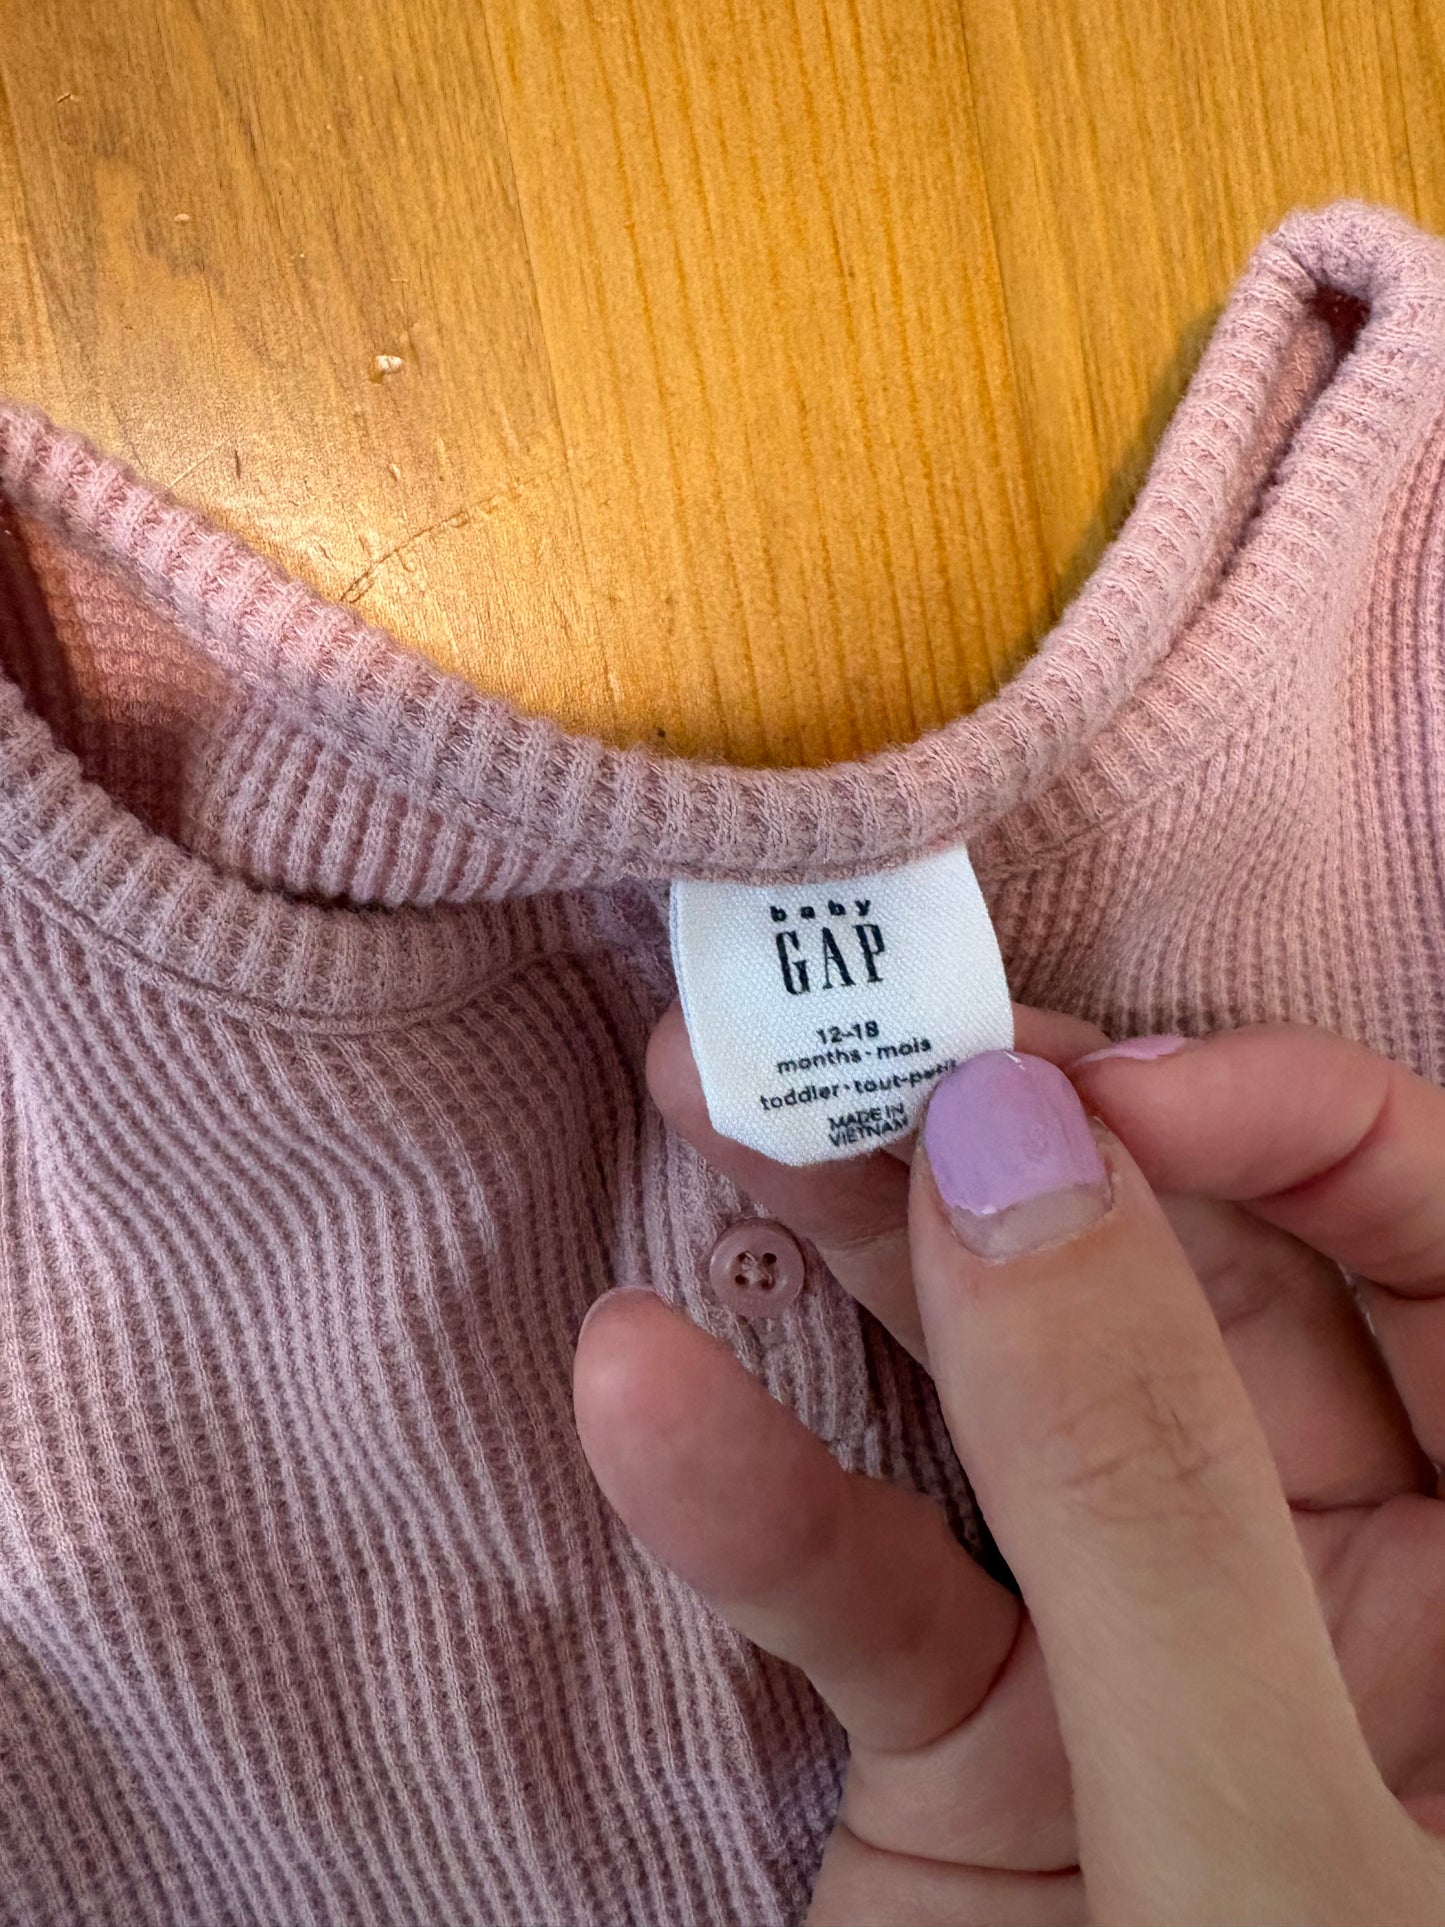 baby
GAP
12-18
months · mois
toddler · tout-petit
MADE IN
VIETNAM